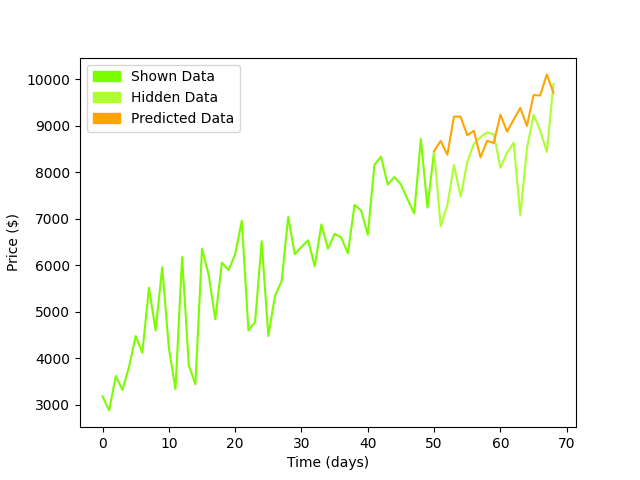 Shown Data
Hidden Data
Predicted Data
10000
9000
8000
7000
6000
5000
4000
3000
Price ($)
0 10 20 30 40 50 60 70
Time (days)